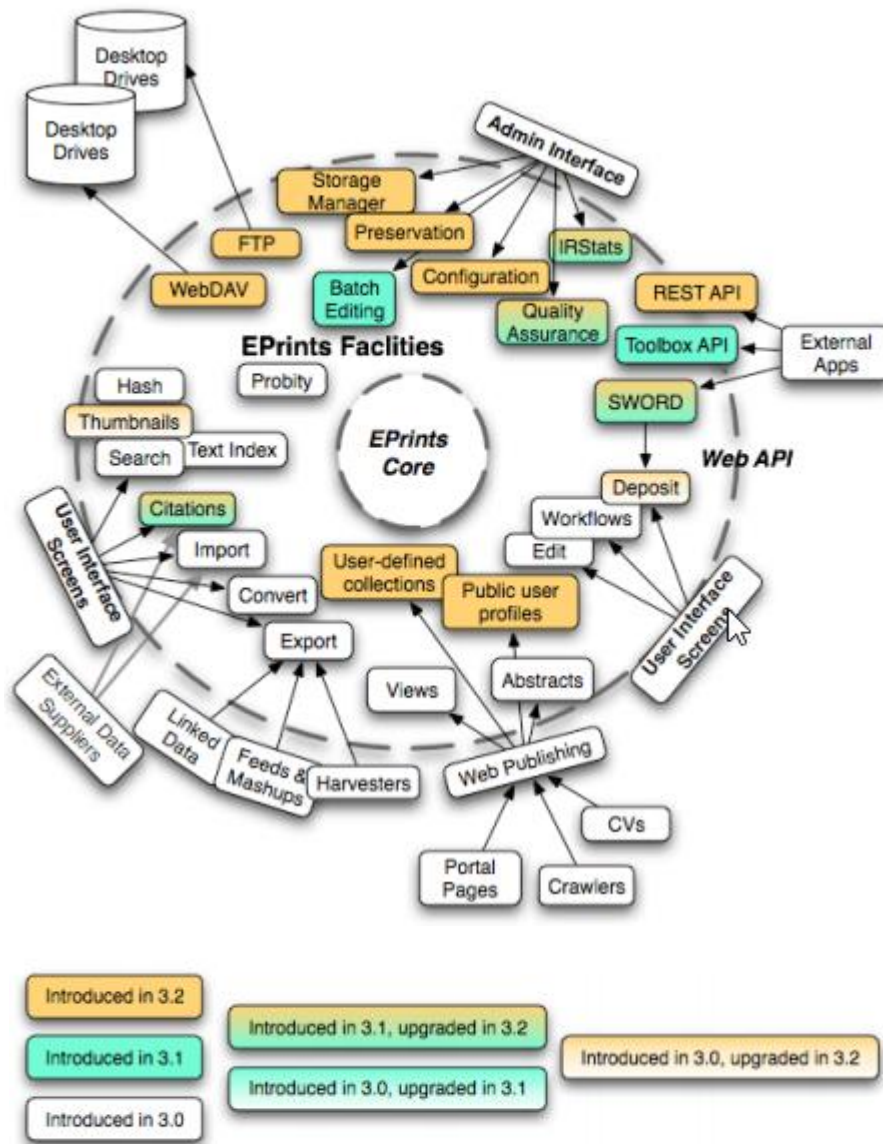 Desktop
Drives
Desktop
Drives
Admin Interface
Storage
Manager
Preservation
FTP
IRStats
WebDAV
Batch
Editing
Configuration
REST API
Quality
Assurance
Toolbox API
External
Apps
EPrints Faclities
Hash
Probity
SWORD
Thumbnails
EPrints
Core
Search
Text Index
Web API
Deposit
Citations
Workflows
User Interface
Screens
Import
Edit
User-defined
collections
Convert
Public user
profiles
User Interface
Screens
Export
Views
Abstracts
External Data
Suppliers
Linked
Data
Feeds &
Mashups
Harvesters
Web Publishing
CVs
Portal
Pages
Crawlers
Introduced in 3.2
Introduced in 3.1, upgraded in 3.2
Introduced in 3.0, upgraded in 3.2
Introduced in 3.1
Introduced in 3.0, upgraded in 3.1
Introduced in 3.0